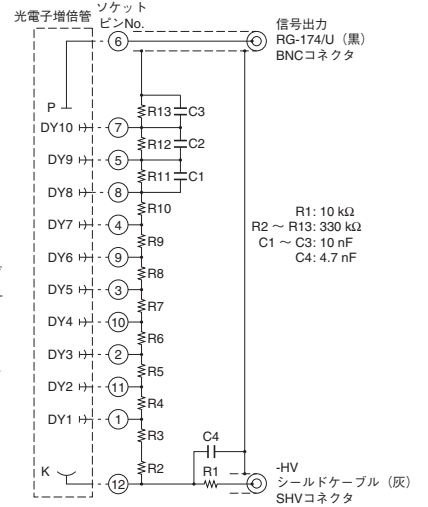 光電子増倍管
ソケット
ピンNo.
信号出力
RG-174/U（黒）
BNCコネクタ
6
P
R13
C3
DY10
7
R12
C2
DY9
5
R11
C1
DY8
8
R10
DY7
4
R9
DY6
9
R8
DY5
3
R7
DY4
10
R6
DY3
2
R5
DY2
11
R4
DY1
1
R3
R1: 10 kΩ
R2 ～ R13: 330 kΩ
C1 ～ C3: 10 nF
C4: 4.7 nF
C4
K
R2
R1
12
-HV
シールドケーブル（灰）
SHVコネクタ